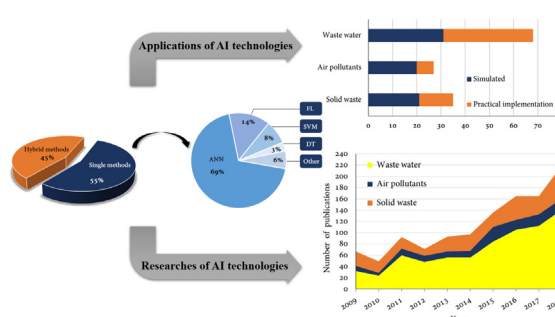 Applications of AI technologies
Hybrid methods
45%
Single methods
55%
ANN
69%
14%
8%
3%
6%
FL
SVM
DT
Other
Researches of AI technologies
Waste water
Air pollutants
Solid waste
Simulated
Practical implementation
0 10 20 30 40 50 60 70
Number of publications
240
220
200
180
160
140
120
100
80
60
40
20
0
Waste water
Air pollutants
Solid waste
2009 2010 2011 2012 2013 2014 2015 2016 2017